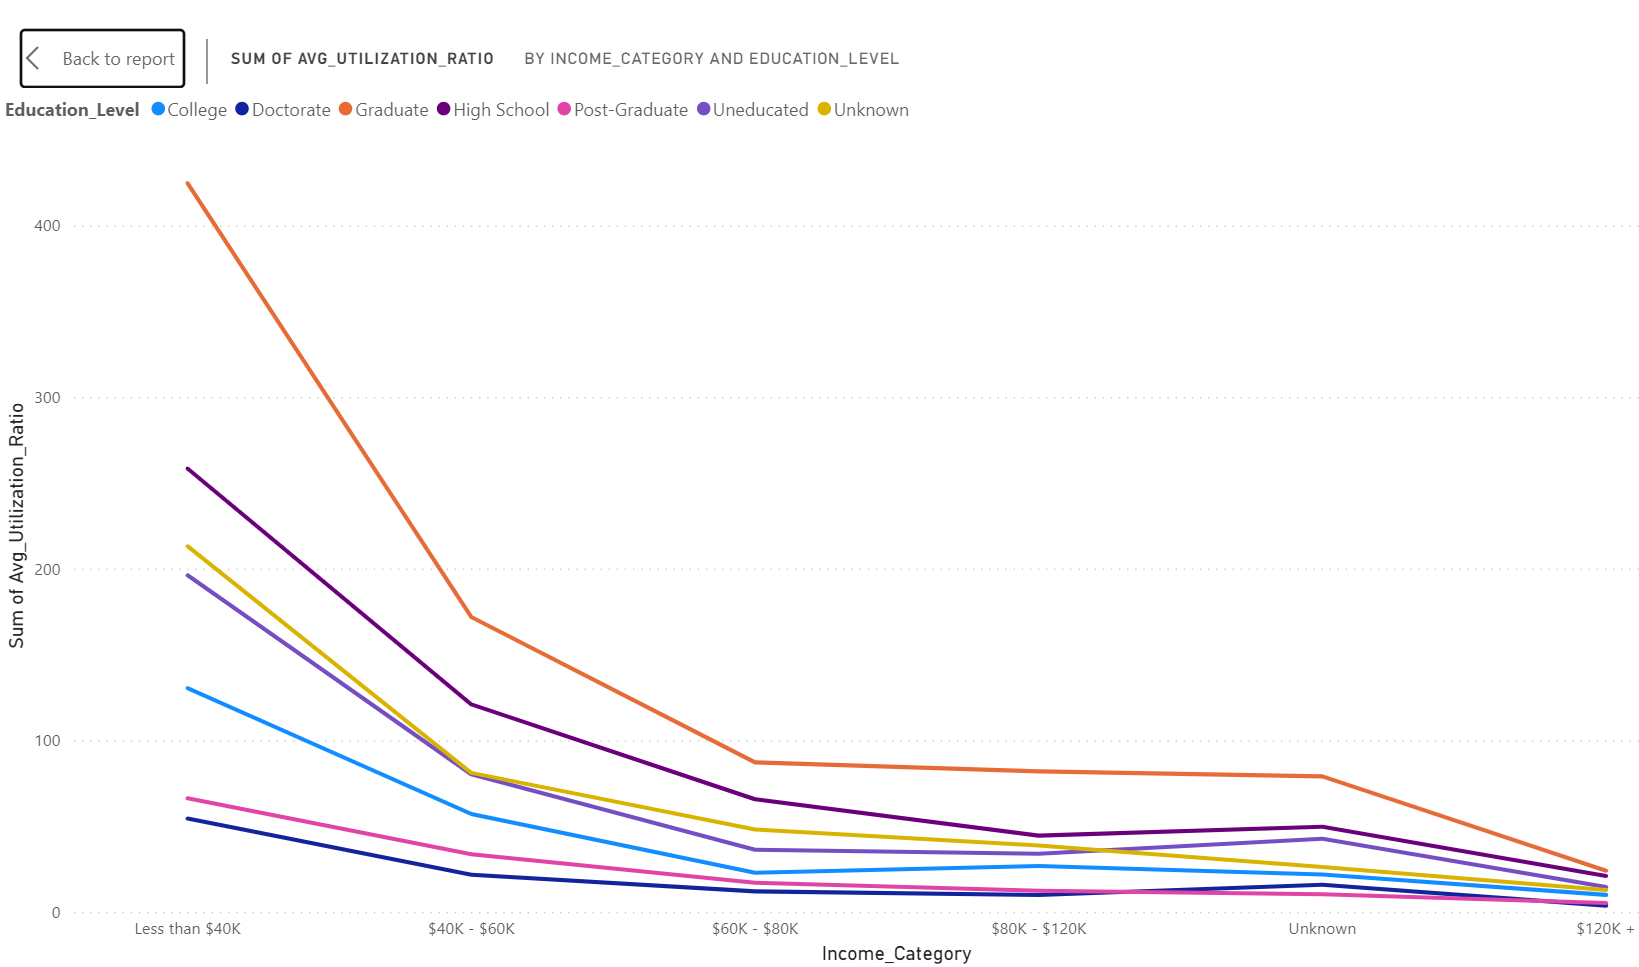 Back to report
SUM OF AVG_UTILIZATION_RATIO BY INCOME_CATEGORY AND EDUCATION_LEVEL
Education_Level College Doctorate Graduate High School Post-Graduate Uneducated Unknown
400
300
200
100
0
Sum of Avg_Utilization_Ratio
Less than $40K $40K - $60K $60K - $80K $80K - $120K Unknown $120K +
Income_Category